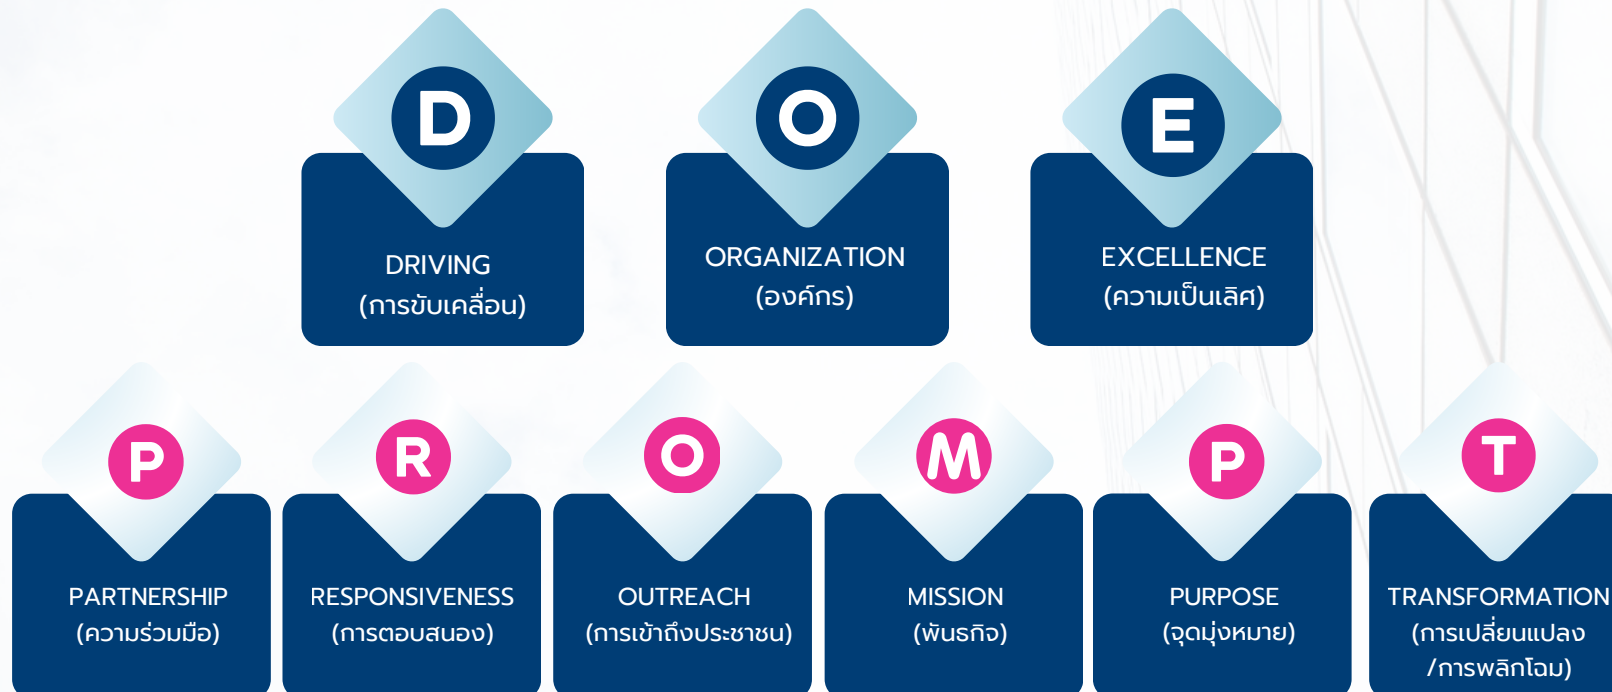 D
DRIVING
(การขับเคลื่อน)
O
ORGANIZATION
(องค์กร)
E
EXCELLENCE
(ความเป็นเลิศ)
P
PARTNERSHIP
(ความร่วมมือ)
R
RESPONSIVENESS
(การตอบสนอง)
O
OUTREACH
(การเข้าถึงประชาชน)
M
MISSION
(พันธกิจ)
P
PURPOSE
(จุดมุ่งหมาย)
T
TRANSFORMATION
(การเปลี่ยนแปลง
/การพลิกโฉม)